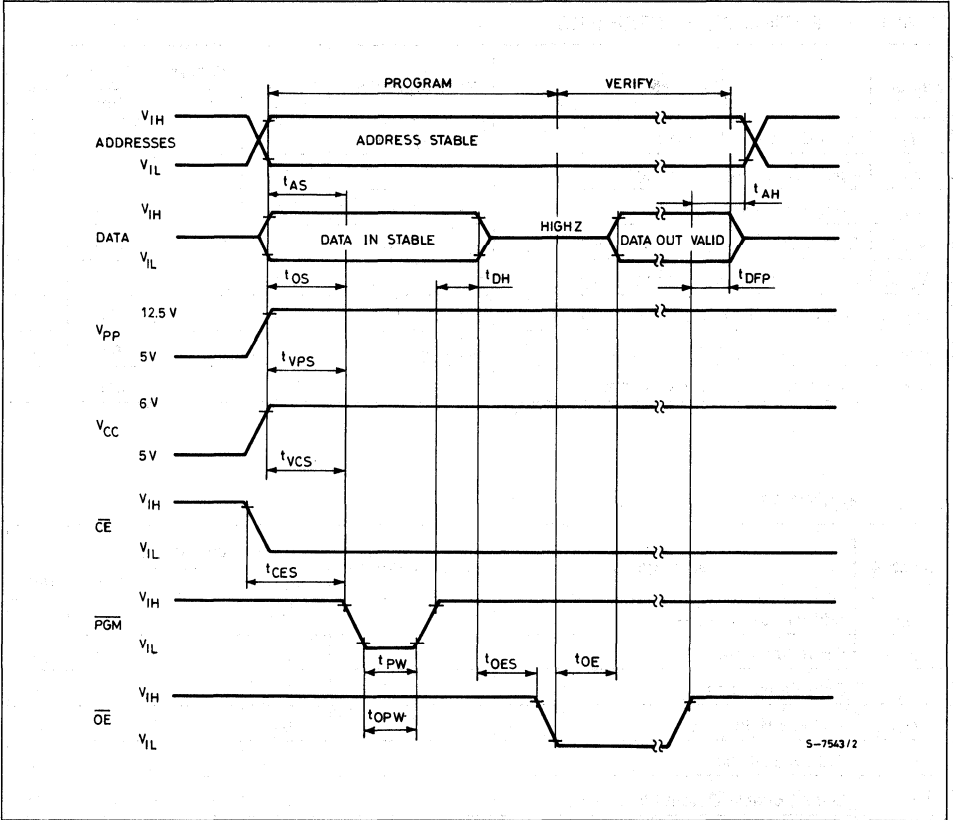 PROGRAM VERIFY
VIH
ADDRESSES ADDRESS STABLE
VIL
tAS tAH
VIH
DATA DATA IN STABLE HIGH Z DATA OUT VALID
VIL
tOS tDH tDFP
12.5 V
VPP
5V
tVPS
6V
VCC
5V
tVCS
VIH
CE
VIL
tCES
VIH
PGM
VIL
tPW tOES tOE
VIH
OE tOPW
VIL
S-7543/2